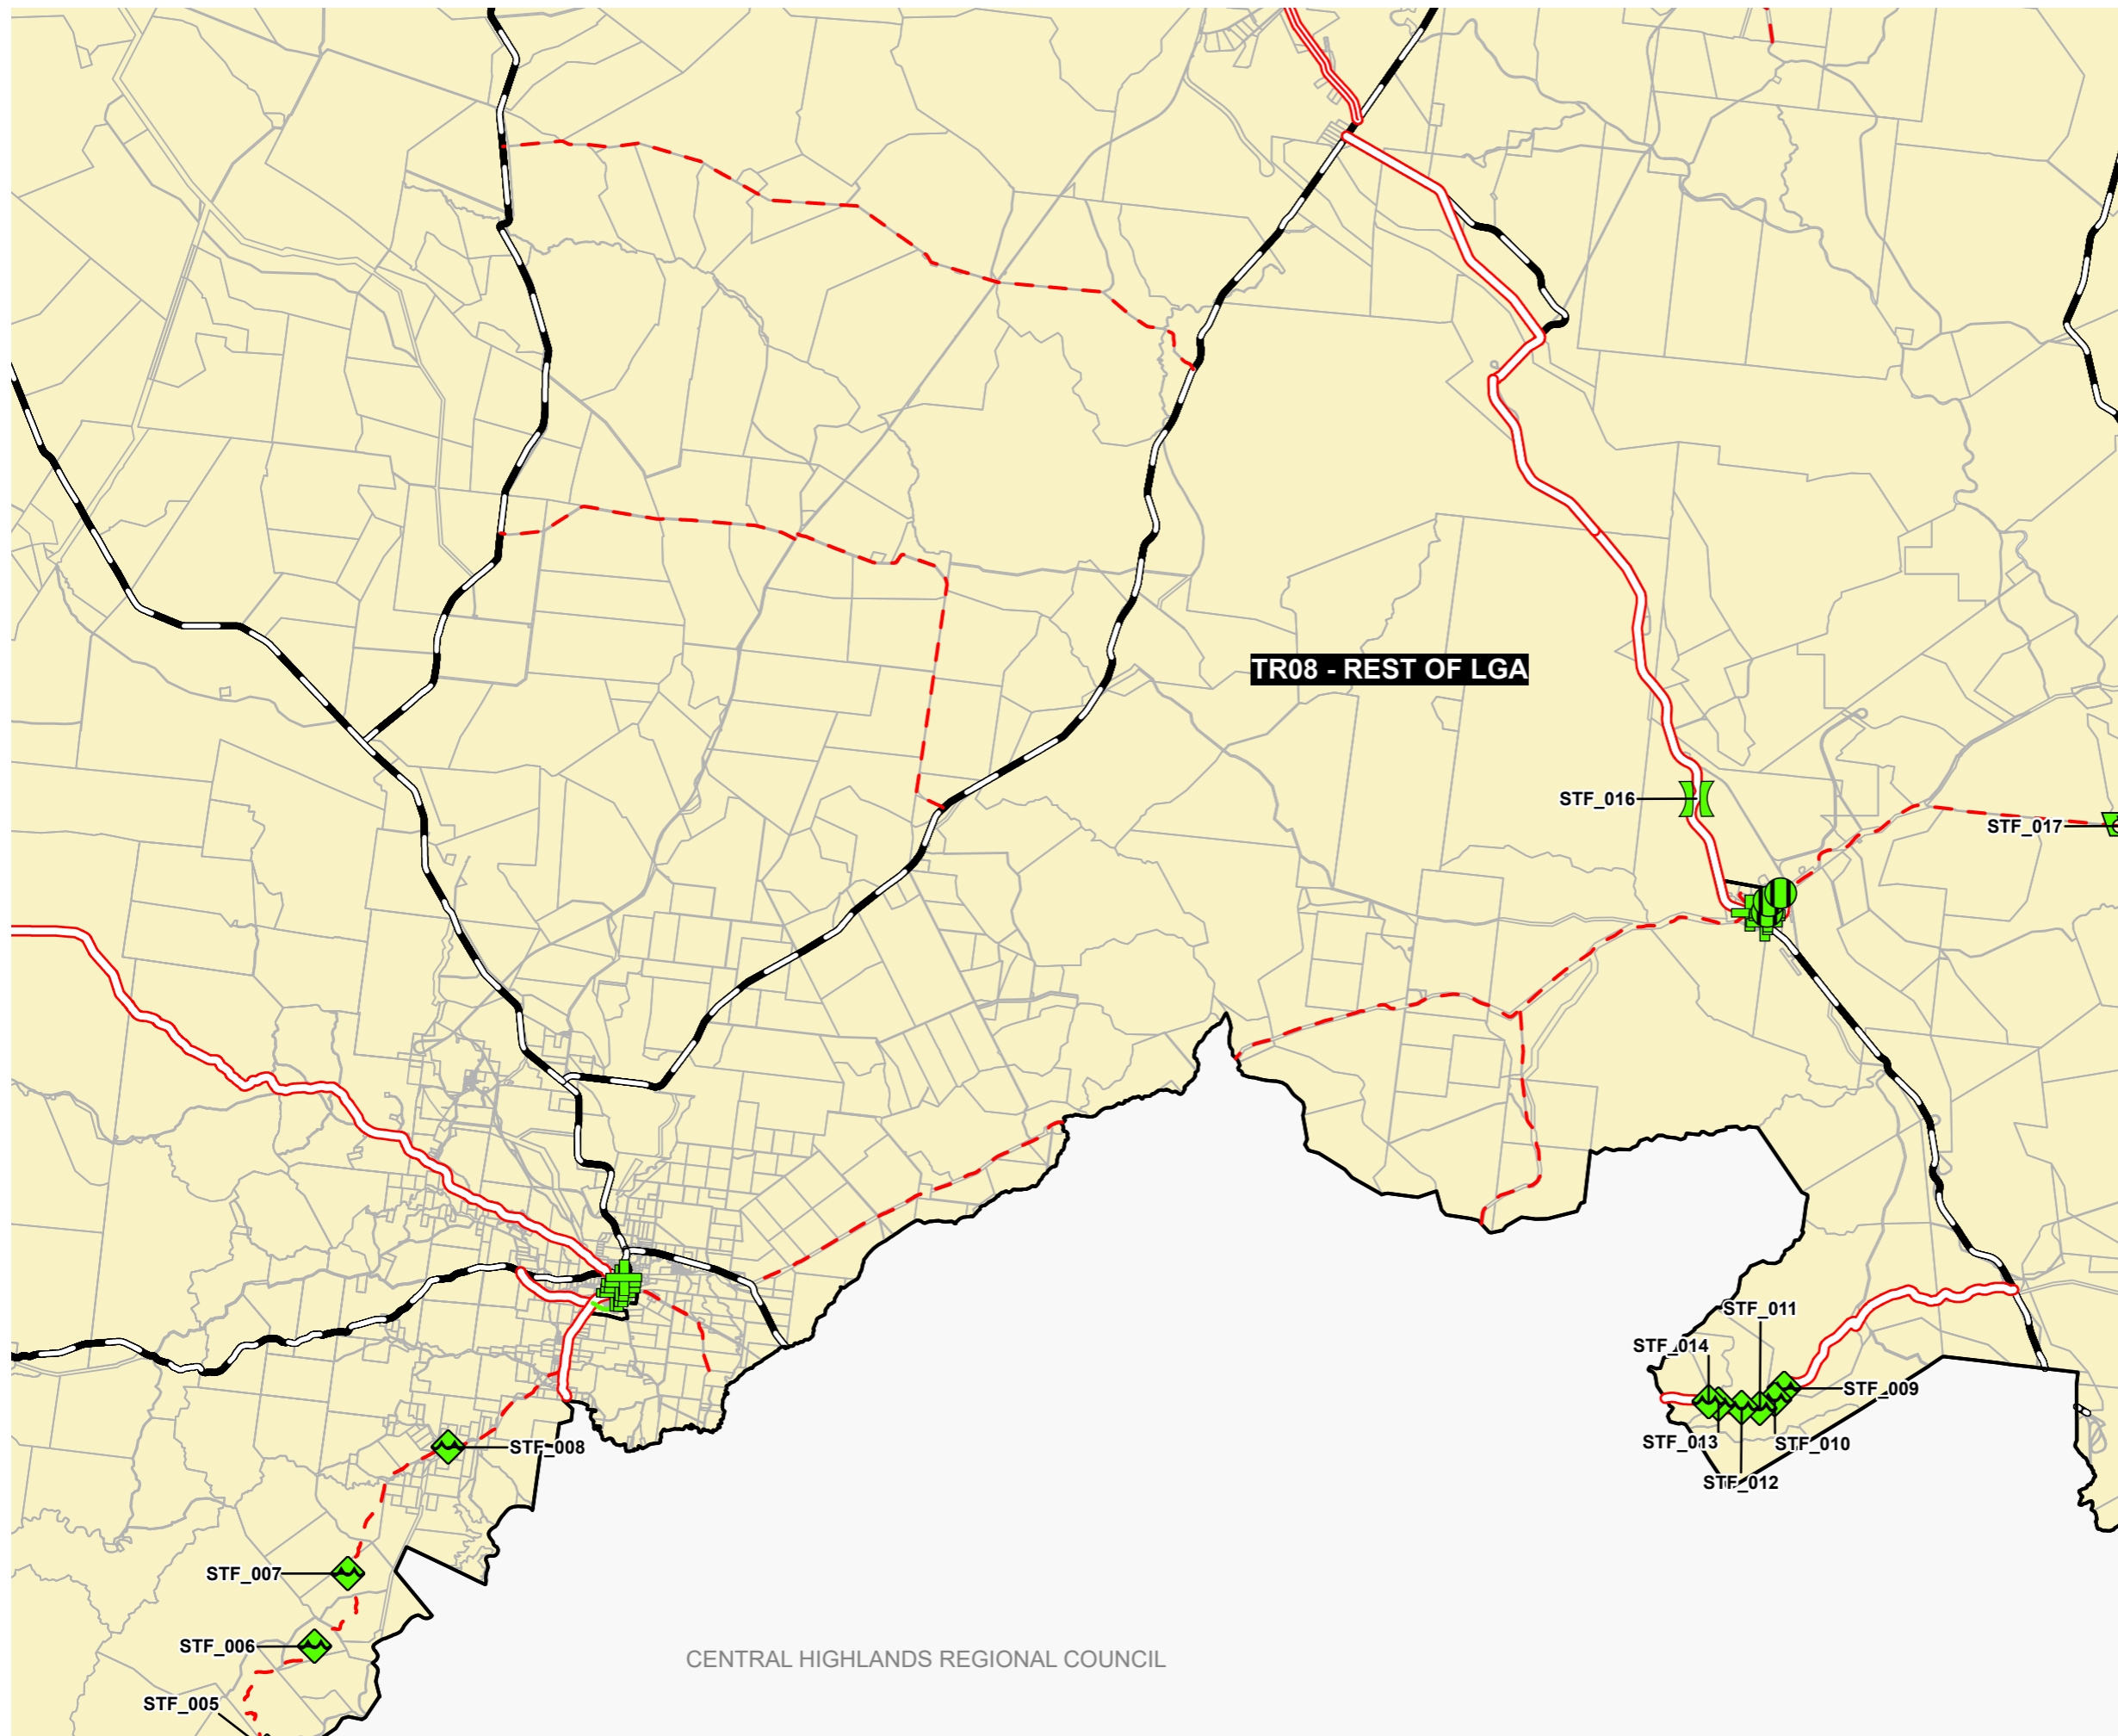 TR08 - REST OF LGA
STF_016
STF_017
STF_011
STF_014
STF_009
STF_013
STF_010
STF_008
STF_012
STF_007
STF_006
CENTRAL HIGHLANDS REGIONAL COUNCIL
STF_005